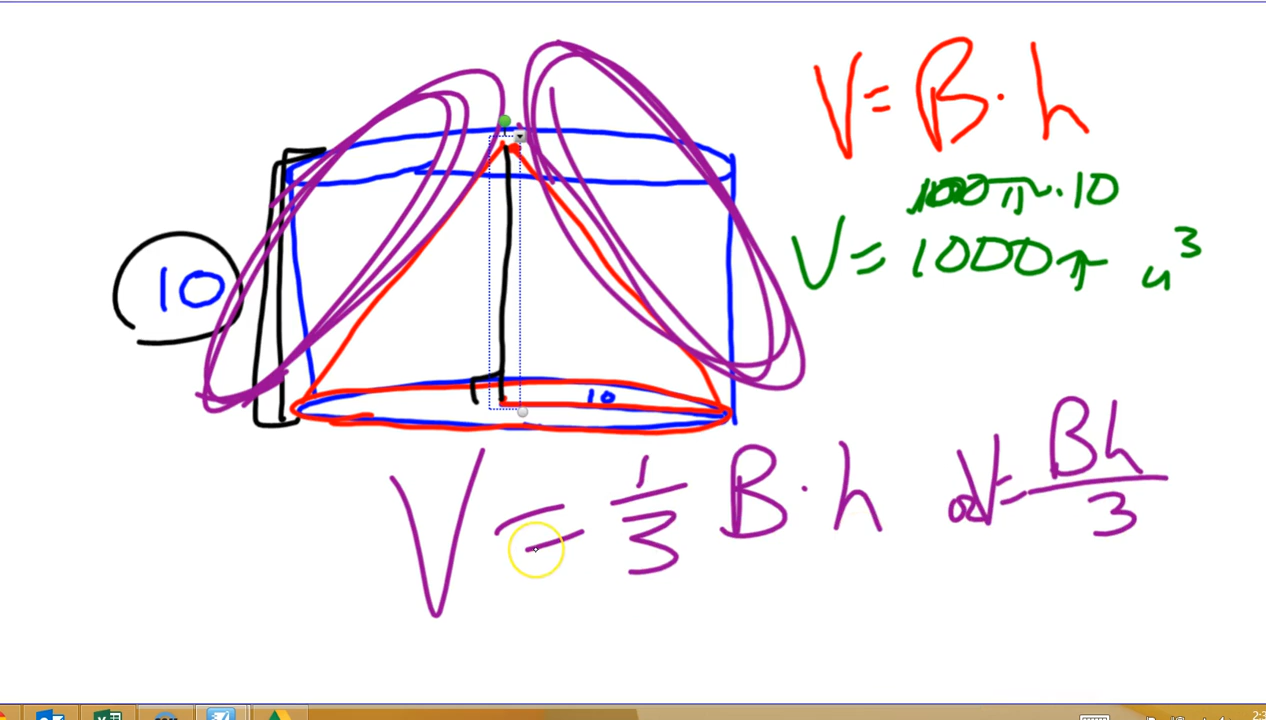 V = B · h
100π · 10
V = 1000π u³
10
10
V = 1/3 B · h or V = Bh/3